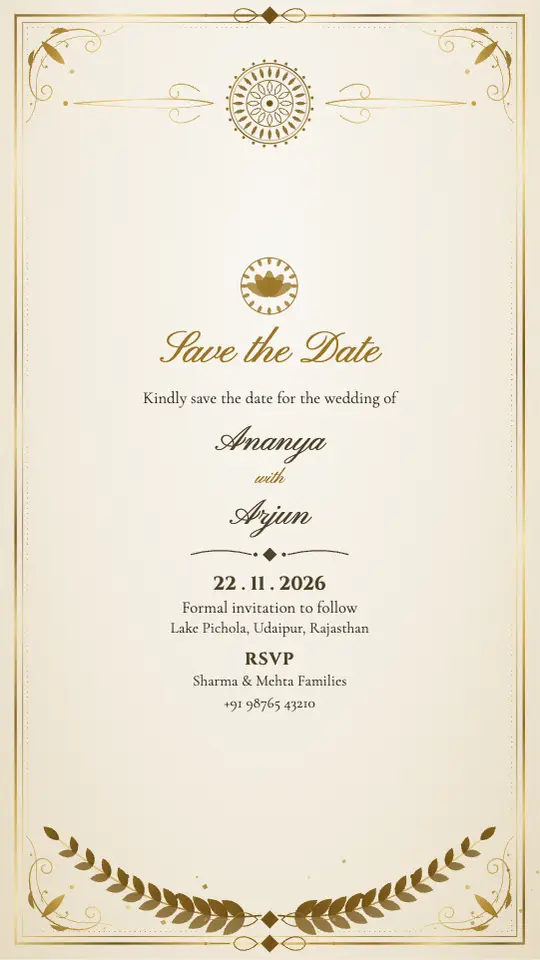 Save the Date
Kindly save the date for the wedding of
Ananya
with
Arjun
22 . 11 . 2026
Formal invitation to follow
Lake Pichola, Udaipur, Rajasthan
RSVP
Sharma & Mehta Families
+91 98765 43210